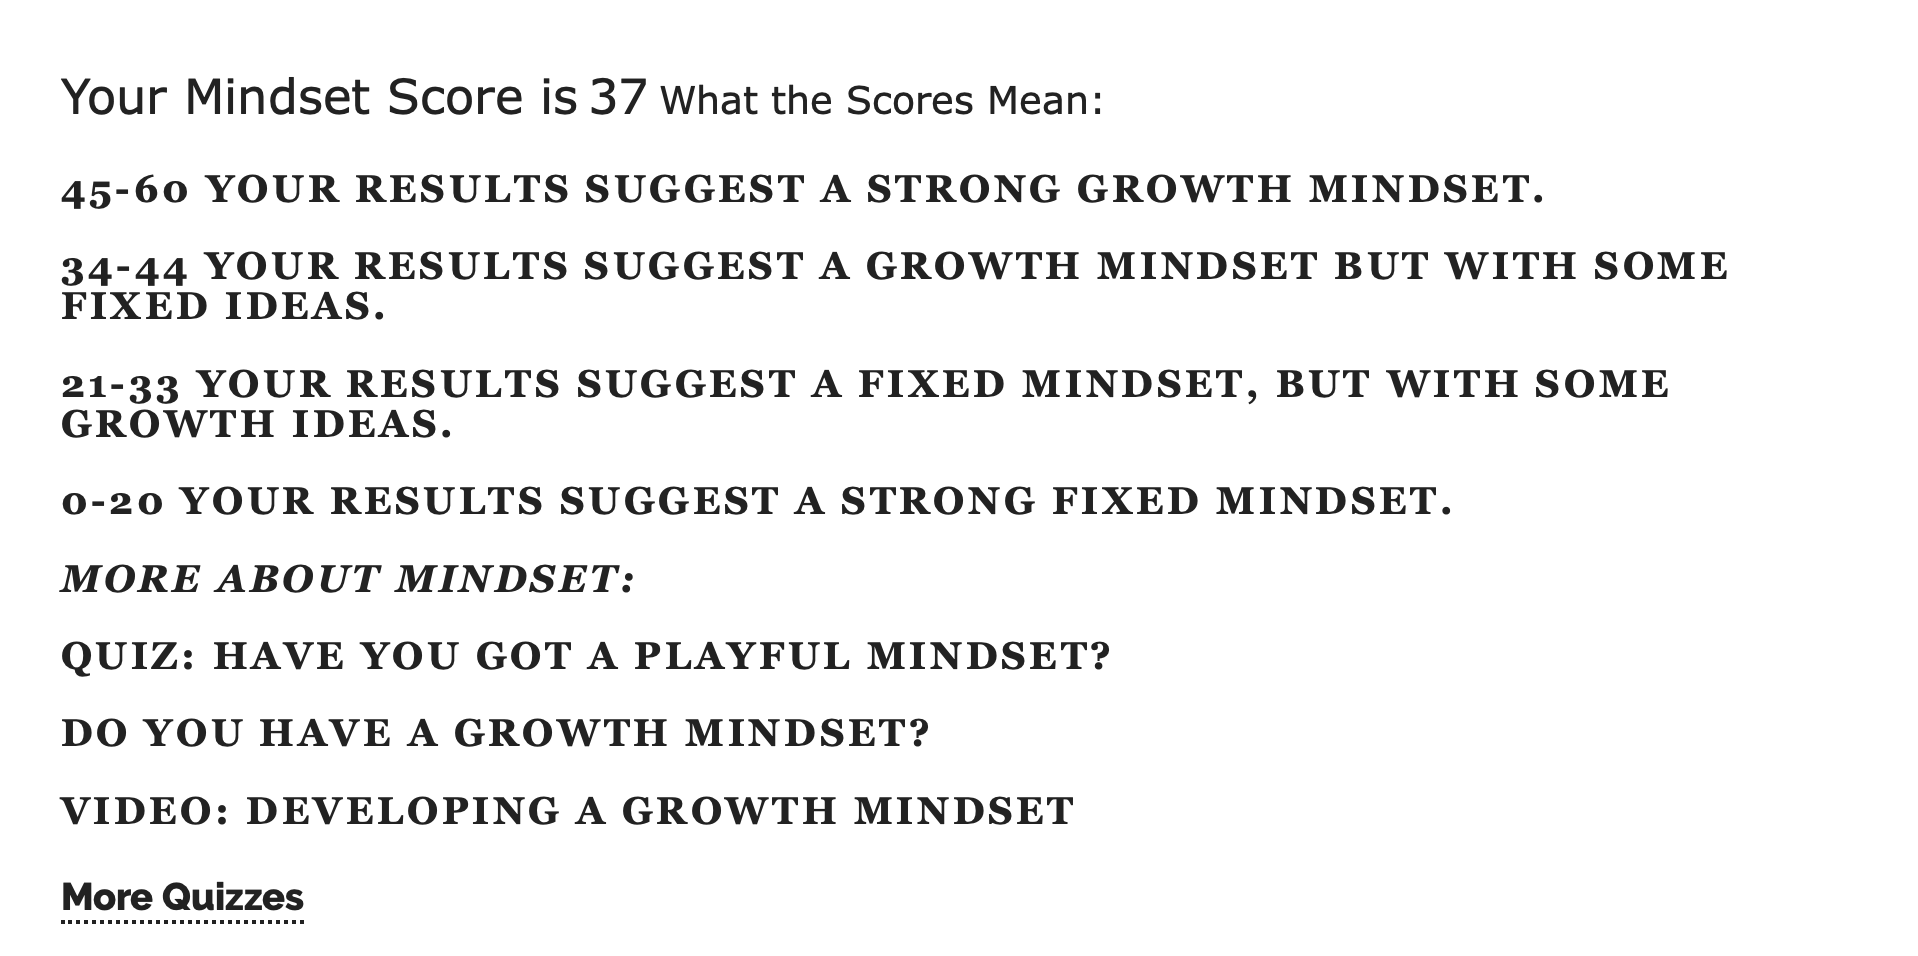 Your Mindset Score is 37 What the Scores Mean:
45-60 YOUR RESULTS SUGGEST A STRONG GROWTH MINDSET.
34-44 YOUR RESULTS SUGGEST A GROWTH MINDSET BUT WITH SOME
FIXED IDEAS.
21-33 YOUR RESULTS SUGGEST A FIXED MINDSET, BUT WITH SOME
GROWTH IDEAS.
0-20 YOUR RESULTS SUGGEST A STRONG FIXED MINDSET.
MORE ABOUT MINDSET:
QUIZ: HAVE YOU GOT A PLAYFUL MINDSET?
DO YOU HAVE A GROWTH MINDSET?
VIDEO: DEVELOPING A GROWTH MINDSET
More Quizzes